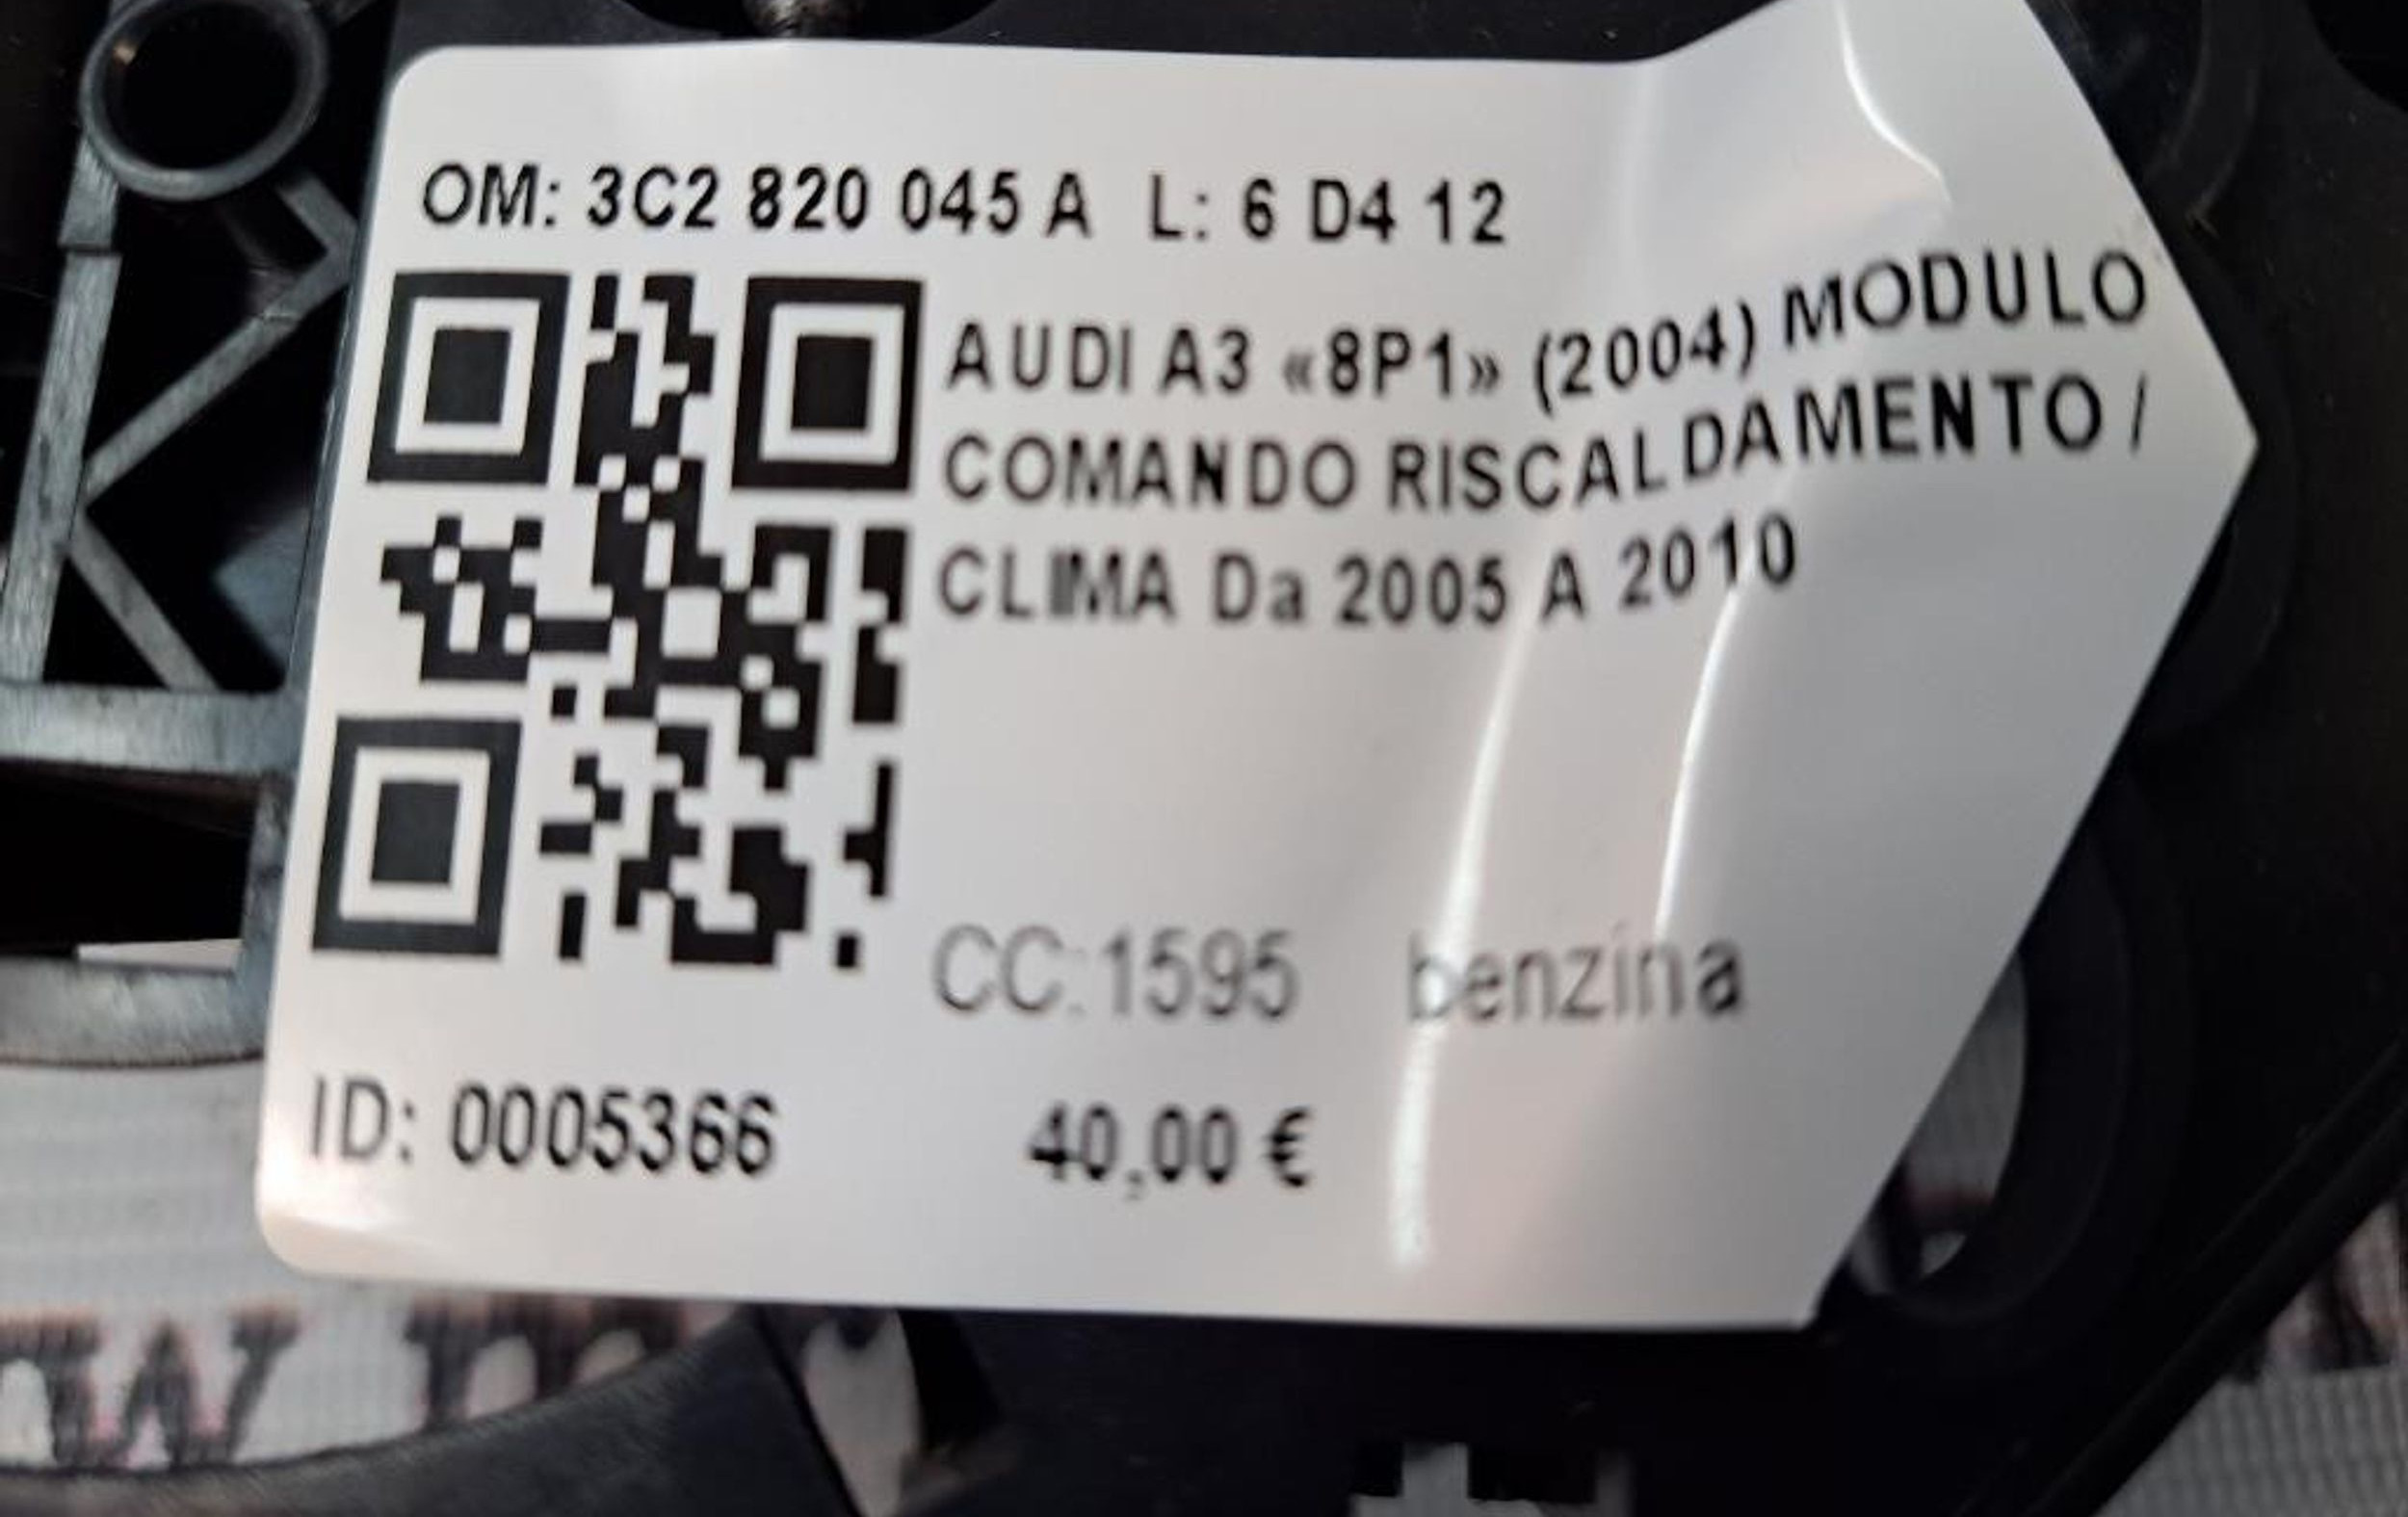 OM: 3C2 820 045 A L: 6 D4 12
AUDI A3 «8P1» (2004) MODULO
COMANDO RISCALDAMENTO /
CLIMA Da 2005 A 2010
CC:1595 benzina
ID: 0005366 40,00 €